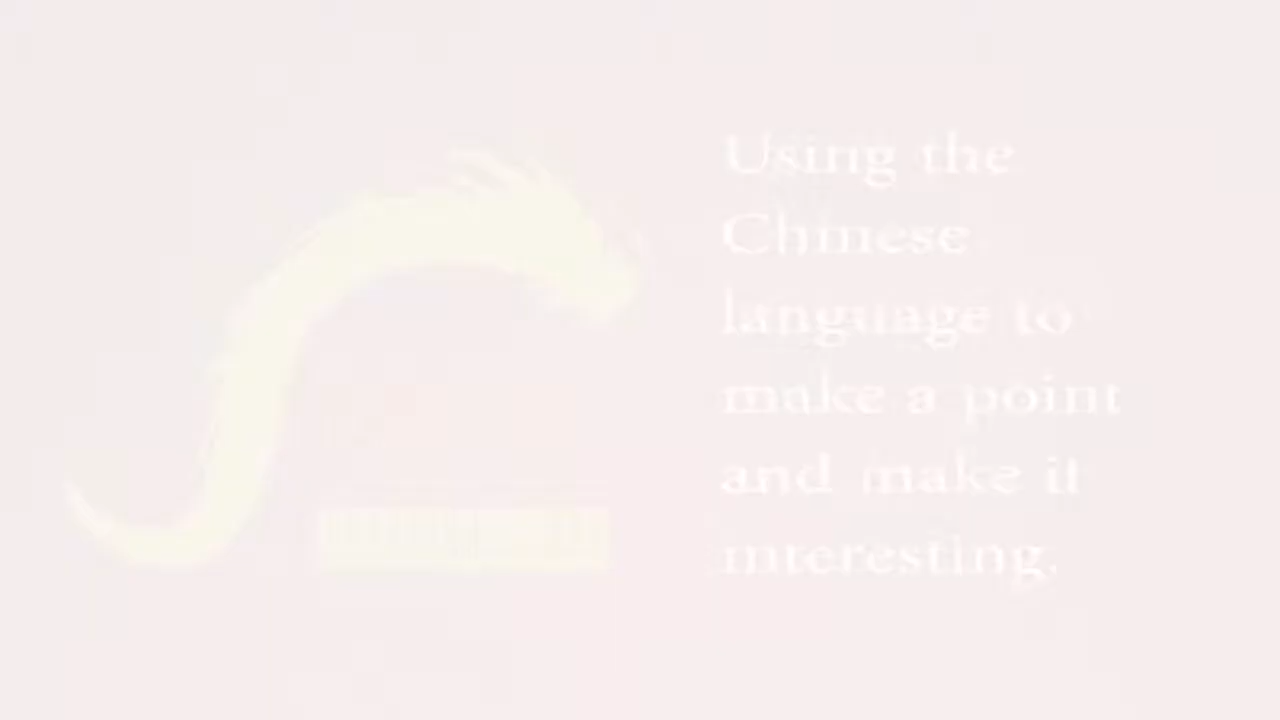 Using the
Chinese
language to
make a point
and make it
interesting.